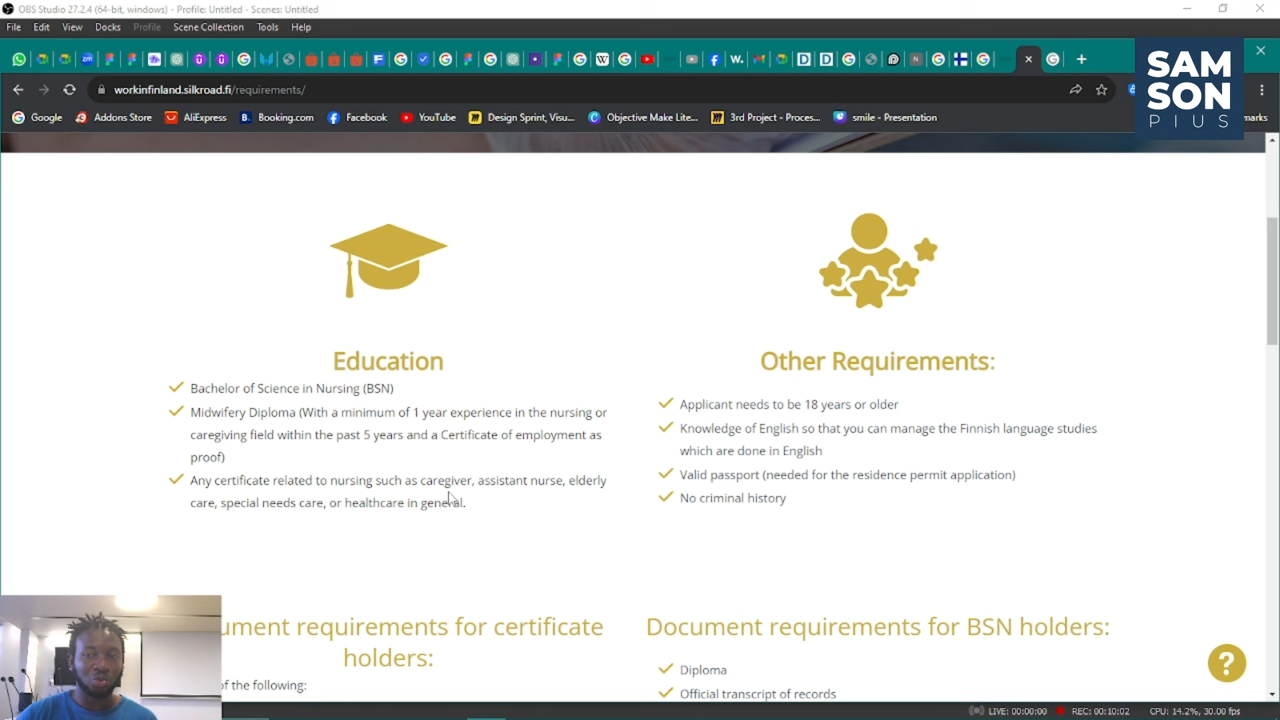 OBS Studio 27.2.4 (64-bit, windows) - Profile: Untitled - Scenes: Untitled
File Edit View Docks Profile Scene Collection Tools Help
workinfinland.silkroad.fi/requirements/
Google Addons Store AliExpress Booking.com Facebook YouTube Design Sprint, Visu... Objective Make Lite... 3rd Project - Proces... smile - Presentation
SAM
SON
PIUS
Education
Bachelor of Science in Nursing (BSN)
Midwifery Diploma (With a minimum of 1 year experience in the nursing or
caregiving field within the past 5 years and a Certificate of employment as
proof)
Any certificate related to nursing such as caregiver, assistant nurse, elderly
care, special needs care, or healthcare in general.
Other Requirements:
Applicant needs to be 18 years or older
Knowledge of English so that you can manage the Finnish language studies
which are done in English
Valid passport (needed for the residence permit application)
No criminal history
ument requirements for certificate
holders:
of the following:
Document requirements for BSN holders:
Diploma
Official transcript of records
?
LIVE: 00:00:00 REC: 00:10:02 CPU: 14.2%, 30.00 fps